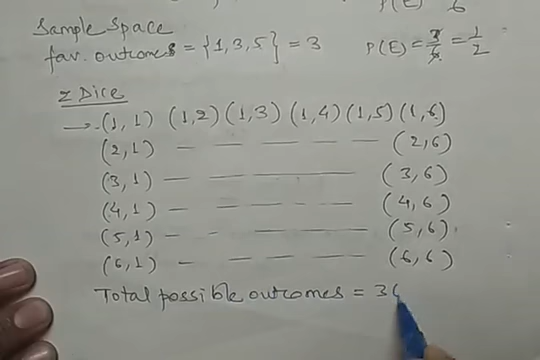 P(E) 6
Sample Space
fav. outcomes = {1,3,5} = 3 P(E) = 3/6 = 1/2
2 Dice
→ (1,1) (1,2) (1,3) (1,4) (1,5) (1,6)
(2,1) — — — — — (2,6)
(3,1) — — — — (3,6)
(4,1) — — — — (4,6)
(5,1) — — — — (5,6)
(6,1) — — — — (6,6)
Total possible outcomes = 3